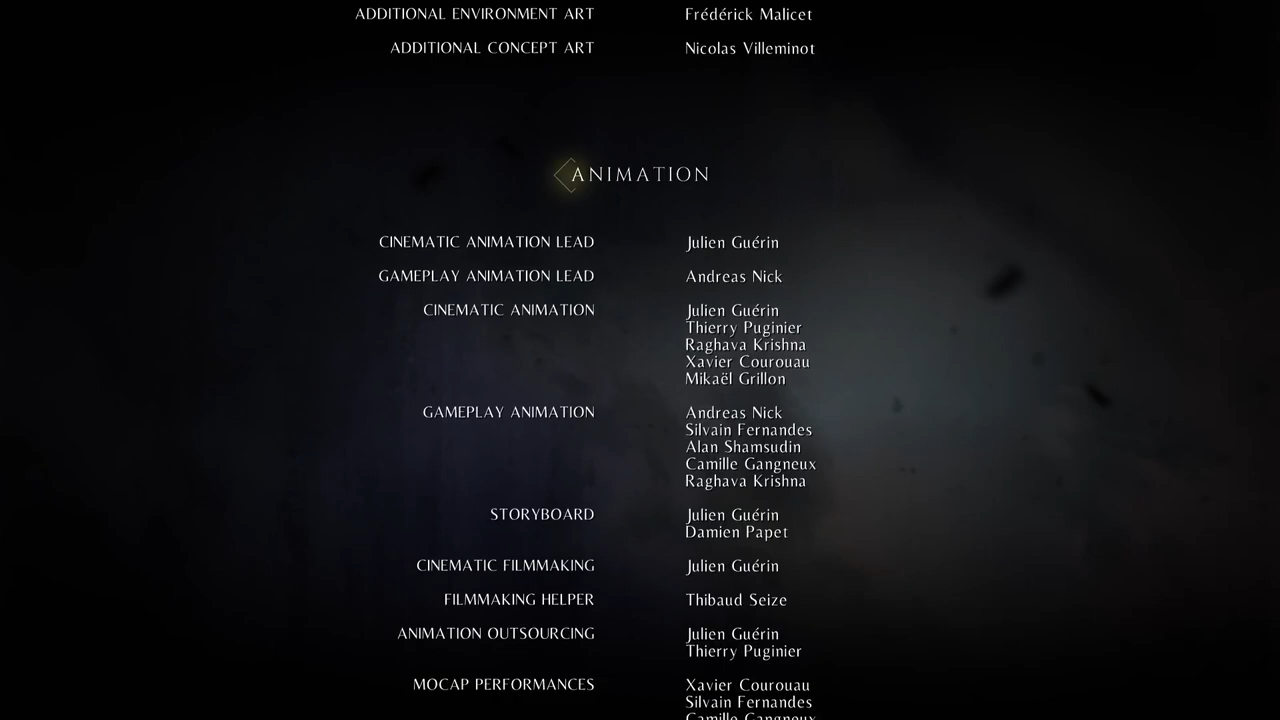 ADDITIONAL ENVIRONMENT ART Frédérick Malicet
ADDITIONAL CONCEPT ART Nicolas Villeminot
ANIMATION
CINEMATIC ANIMATION LEAD Julien Guérin
GAMEPLAY ANIMATION LEAD Andreas Nick
CINEMATIC ANIMATION Julien Guérin
Thierry Puginier
Raghava Krishna
Xavier Courouau
Mikaël Grillon
GAMEPLAY ANIMATION Andreas Nick
Silvain Fernandes
Alan Shamsudin
Camille Gangneux
Raghava Krishna
STORYBOARD Julien Guérin
Damien Papet
CINEMATIC FILMMAKING Julien Guérin
FILMMAKING HELPER Thibaud Seize
ANIMATION OUTSOURCING Julien Guérin
Thierry Puginier
MOCAP PERFORMANCES Xavier Courouau
Silvain Fernandes
Camille Gangneux